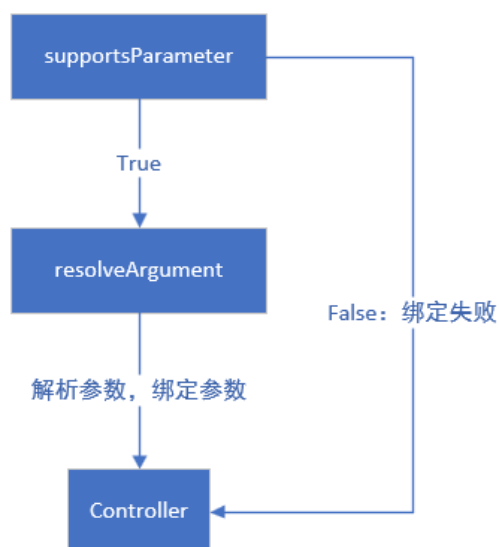 supportsParameter
True
resolveArgument
False：绑定失败
解析参数，绑定参数
Controller